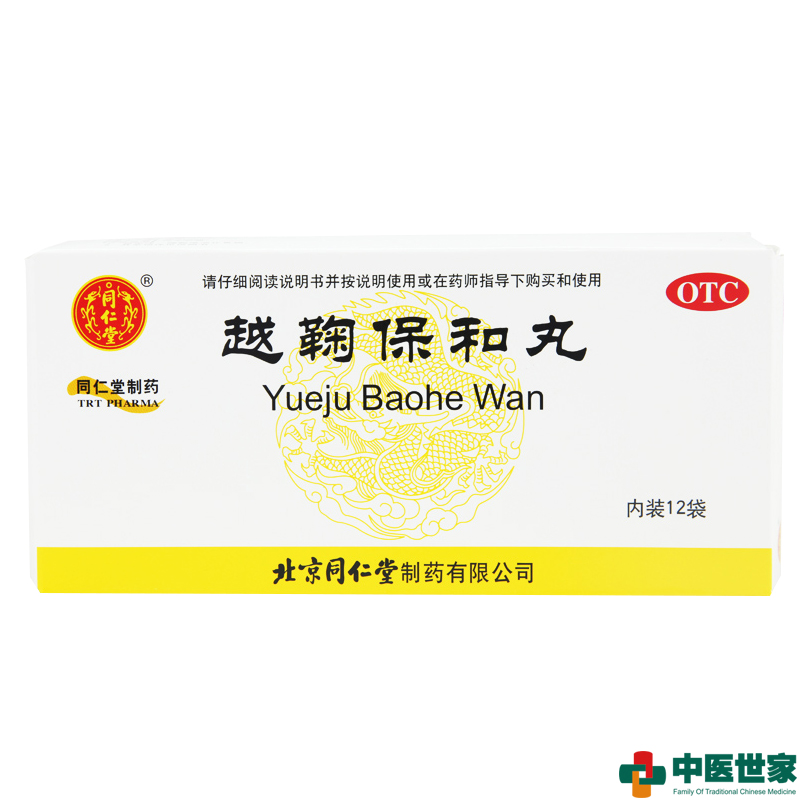 请仔细阅读说明书并按说明使用或在药师指导下购买和使用
OTC
同仁堂
®
越鞠保和丸
同仁堂制药
TRT PHARMA
Yueju Baohe Wan
内装12袋
北京同仁堂制药有限公司
中医世家
Family Of Traditional Chinese Medicine